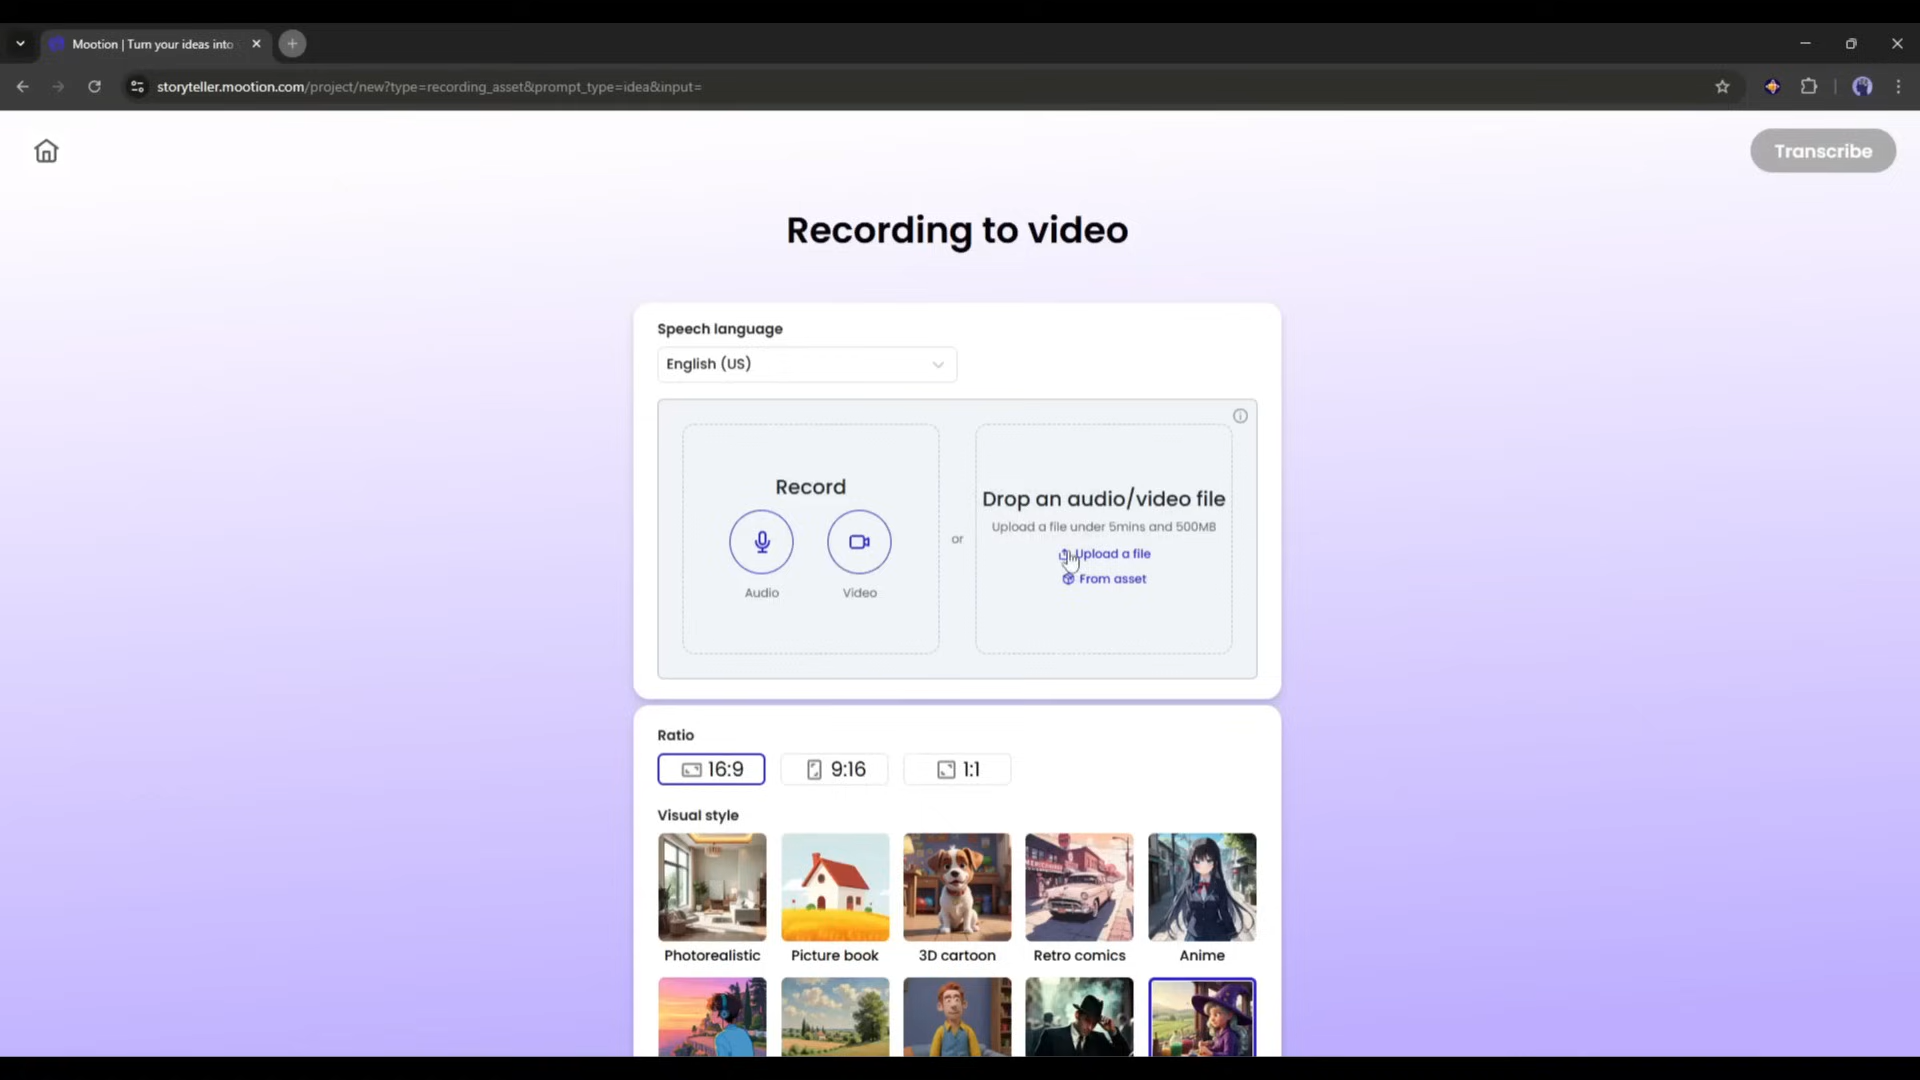 Mootion | Turn your ideas into
storyteller.mootion.com/project/new?type=recording_asset&prompt_type=idea&input=
Transcribe
Recording to video
Speech language
English (US)
Record
Audio
Video
or
Drop an audio/video file
Upload a file under 5mins and 500MB
Upload a file
From asset
Ratio
16:9
9:16
1:1
Visual style
Photorealistic
Picture book
3D cartoon
Retro comics
Anime